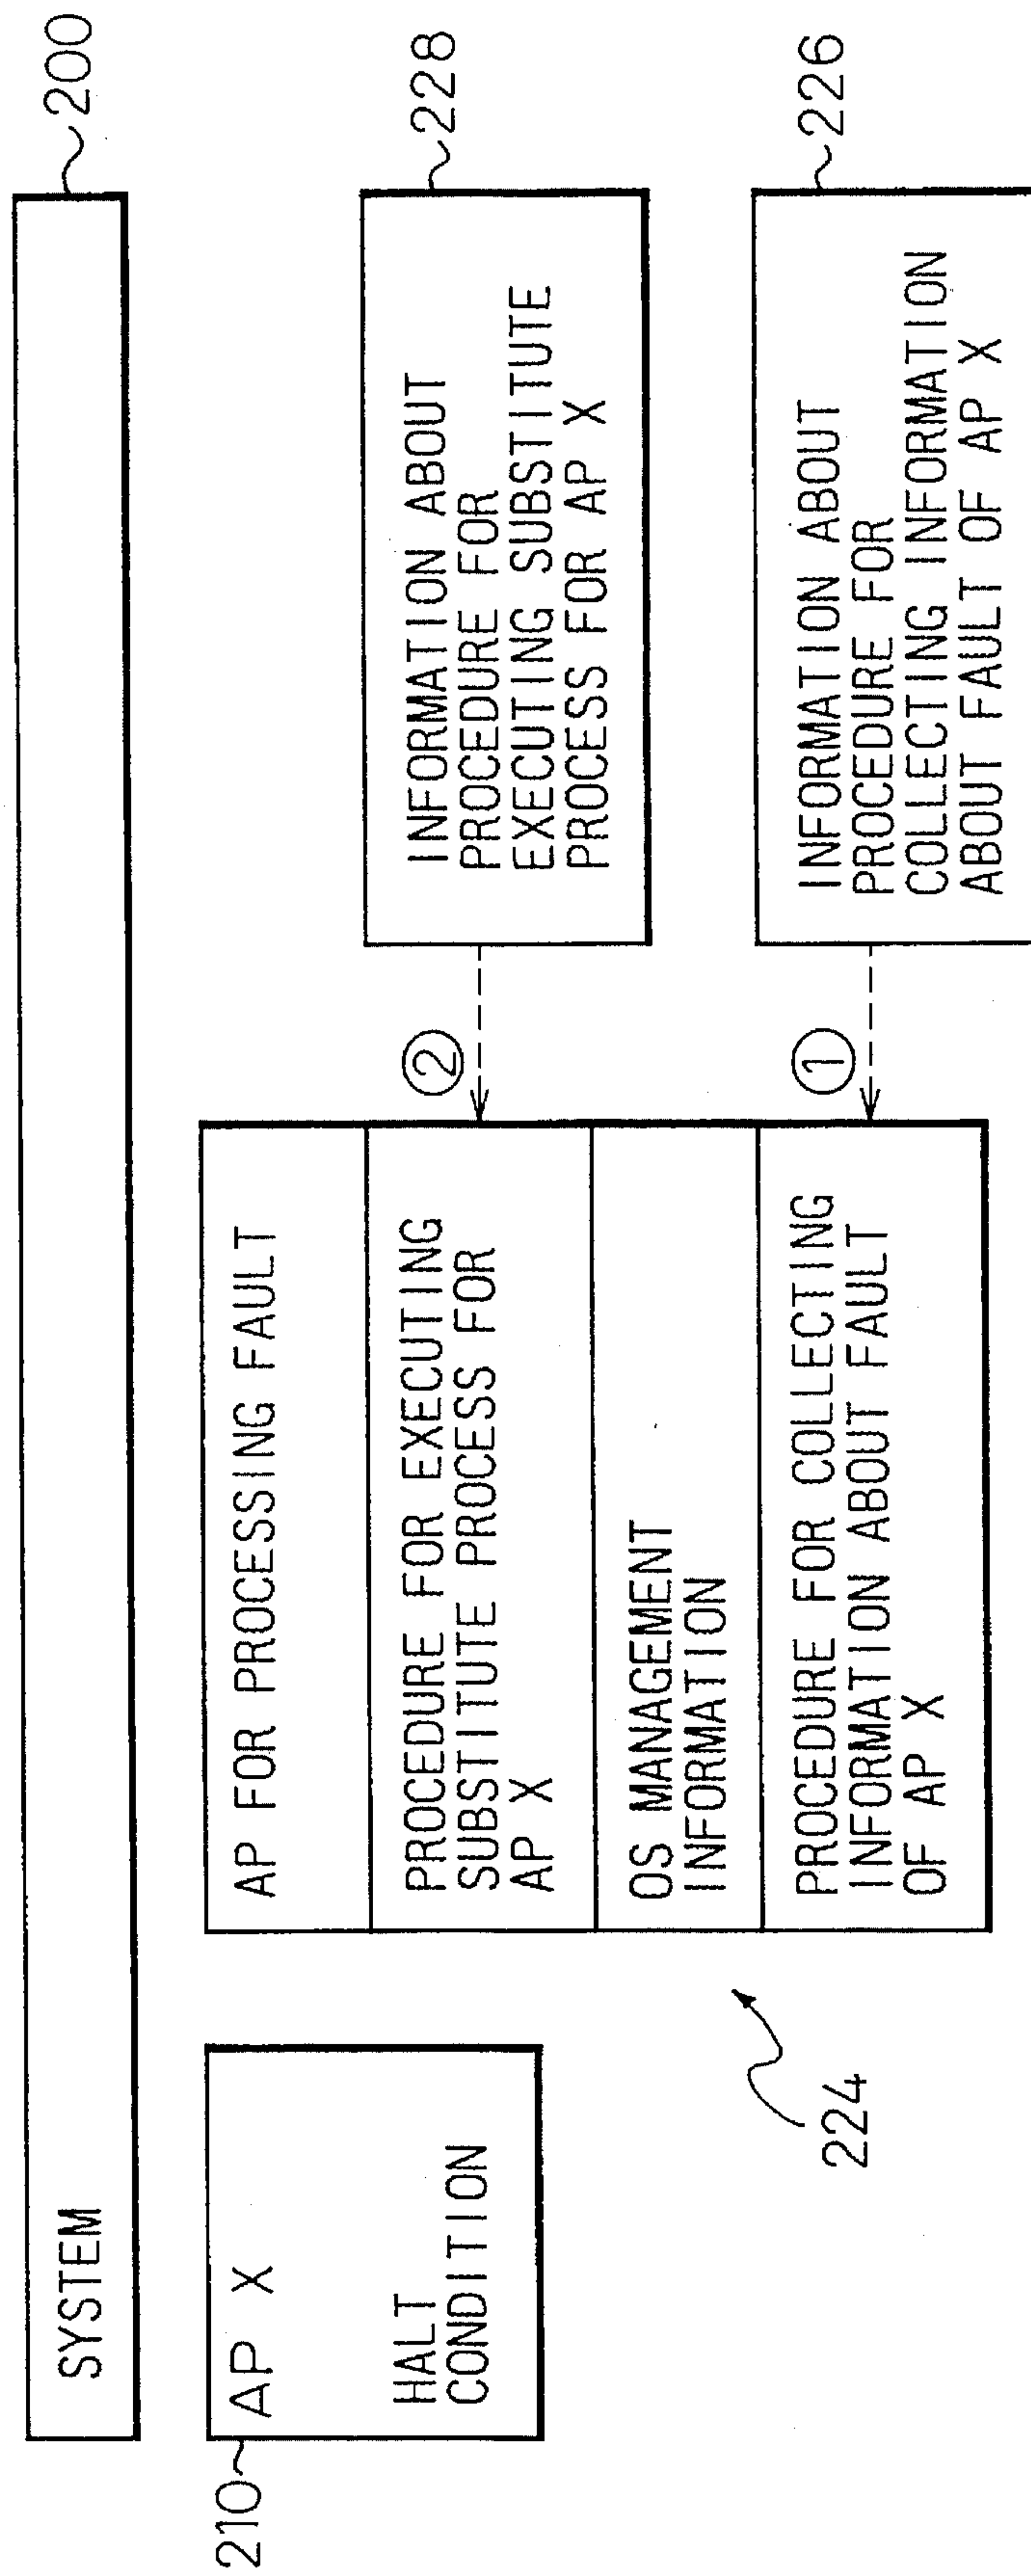 SYSTEM
200
210
AP X
HALT
CONDITION
224
AP FOR PROCESSING FAULT
PROCEDURE FOR EXECUTING
SUBSTITUTE PROCESS FOR
AP X
OS MANAGEMENT
INFORMATION
PROCEDURE FOR COLLECTING
INFORMATION ABOUT FAULT
OF AP X
②
①
INFORMATION ABOUT
PROCEDURE FOR
EXECUTING SUBSTITUTE
PROCESS FOR AP X
228
INFORMATION ABOUT
PROCEDURE FOR
COLLECTING INFORMATION
ABOUT FAULT OF AP X
226